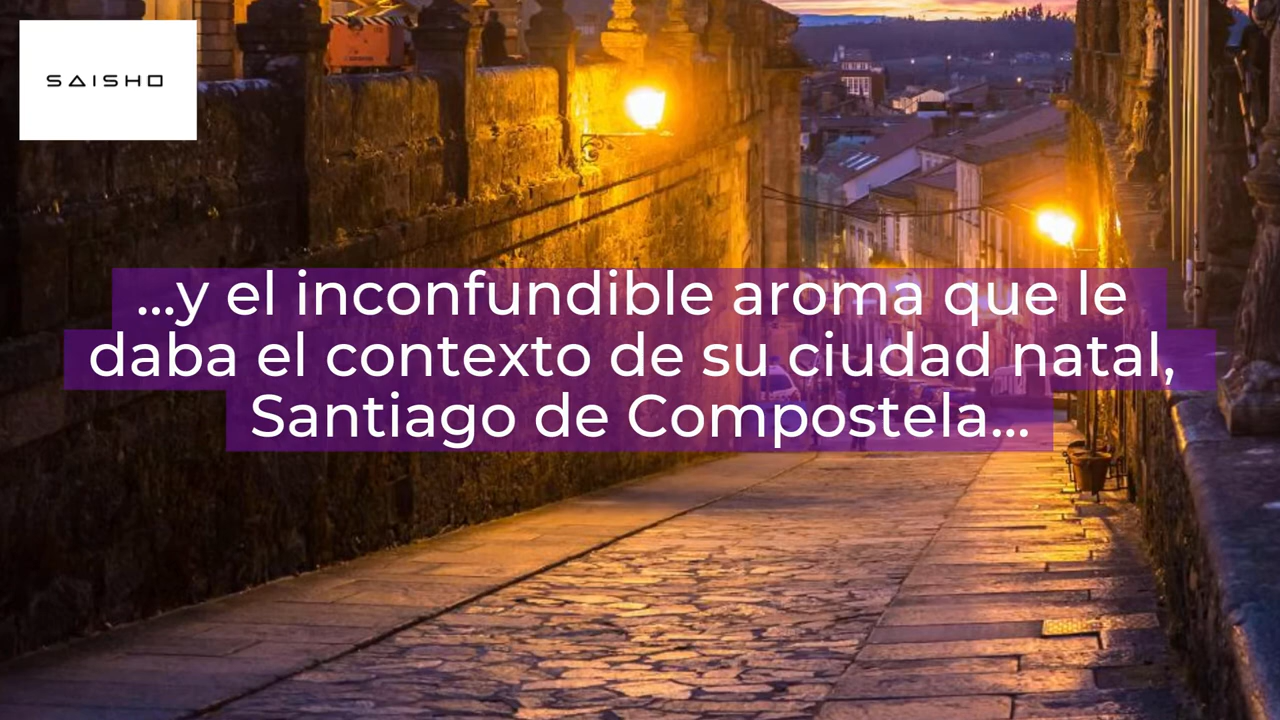 SAISHO
...y el inconfundible aroma que le
daba el contexto de su ciudad natal,
Santiago de Compostela...